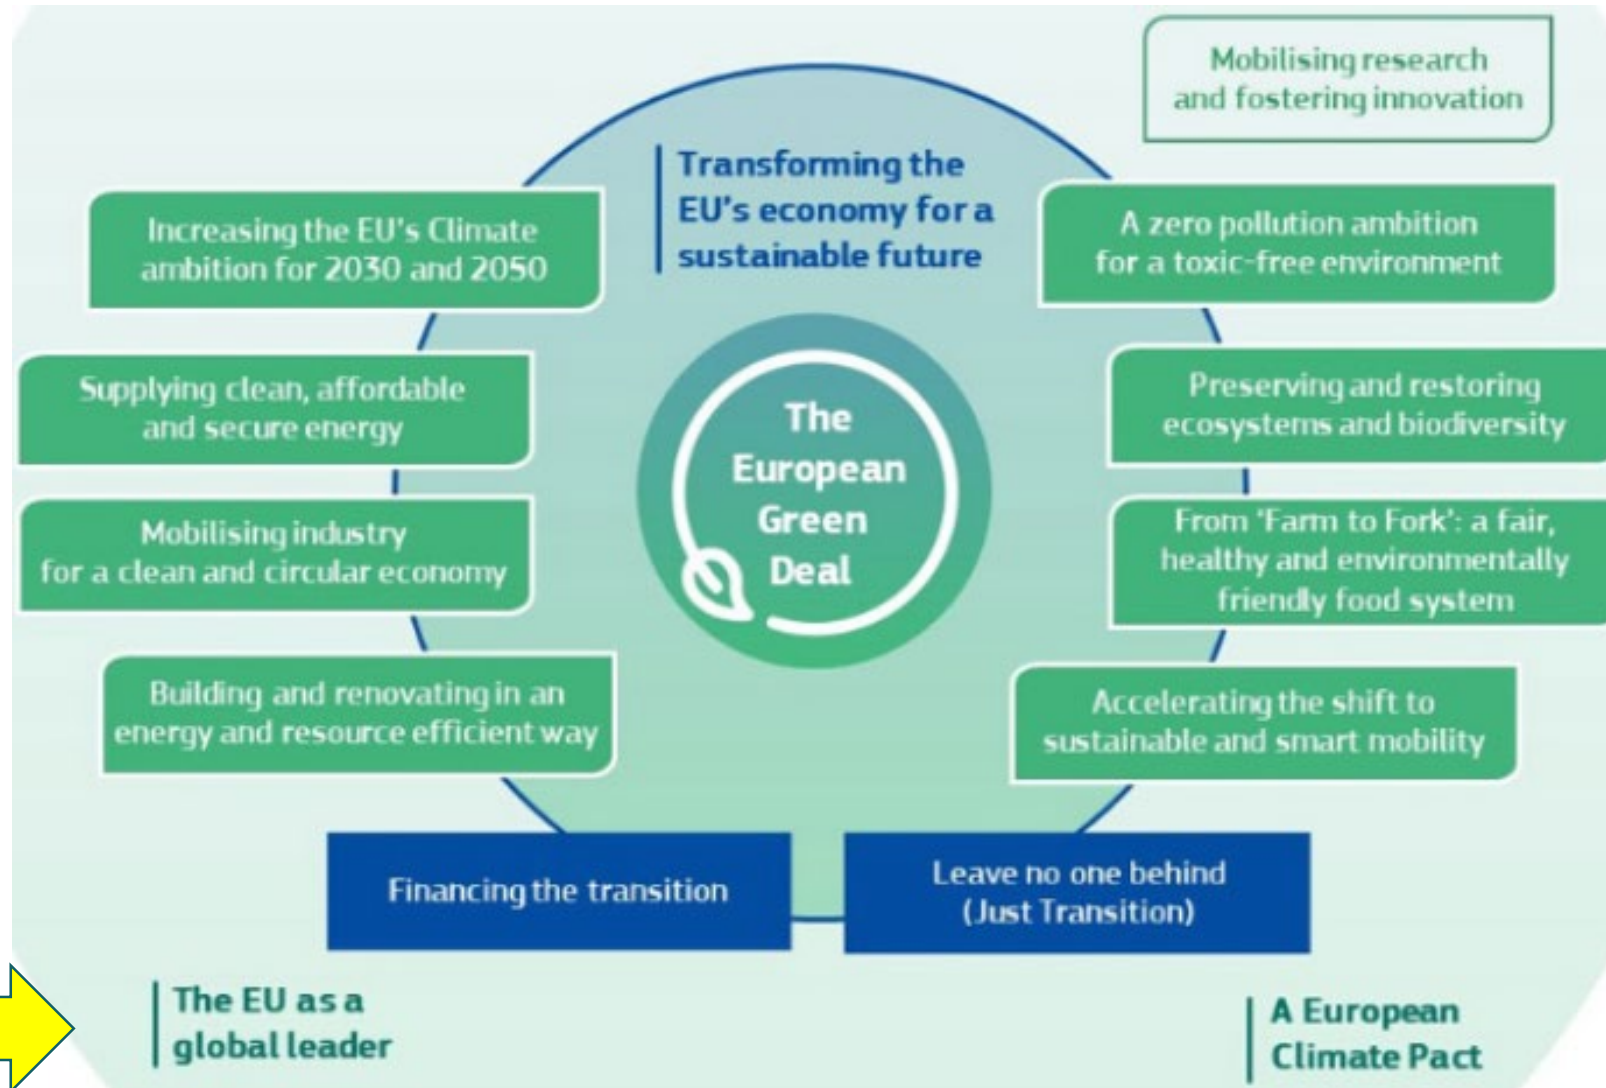 Mobilising research
and fostering innovation
Transforming the
EU's economy for a
sustainable future
Increasing the EU's Climate
ambition for 2030 and 2050
A zero pollution ambition
for a toxic-free environment
Supplying clean, affordable
and secure energy
Preserving and restoring
ecosystems and biodiversity
The
European
Green
Deal
Mobilising industry
for a clean and circular economy
From 'Farm to Fork': a fair,
healthy and environmentally
friendly food system
Building and renovating in an
energy and resource efficient way
Accelerating the shift to
sustainable and smart mobility
Financing the transition
Leave no one behind
(Just Transition)
The EU as a
global leader
A European
Climate Pact